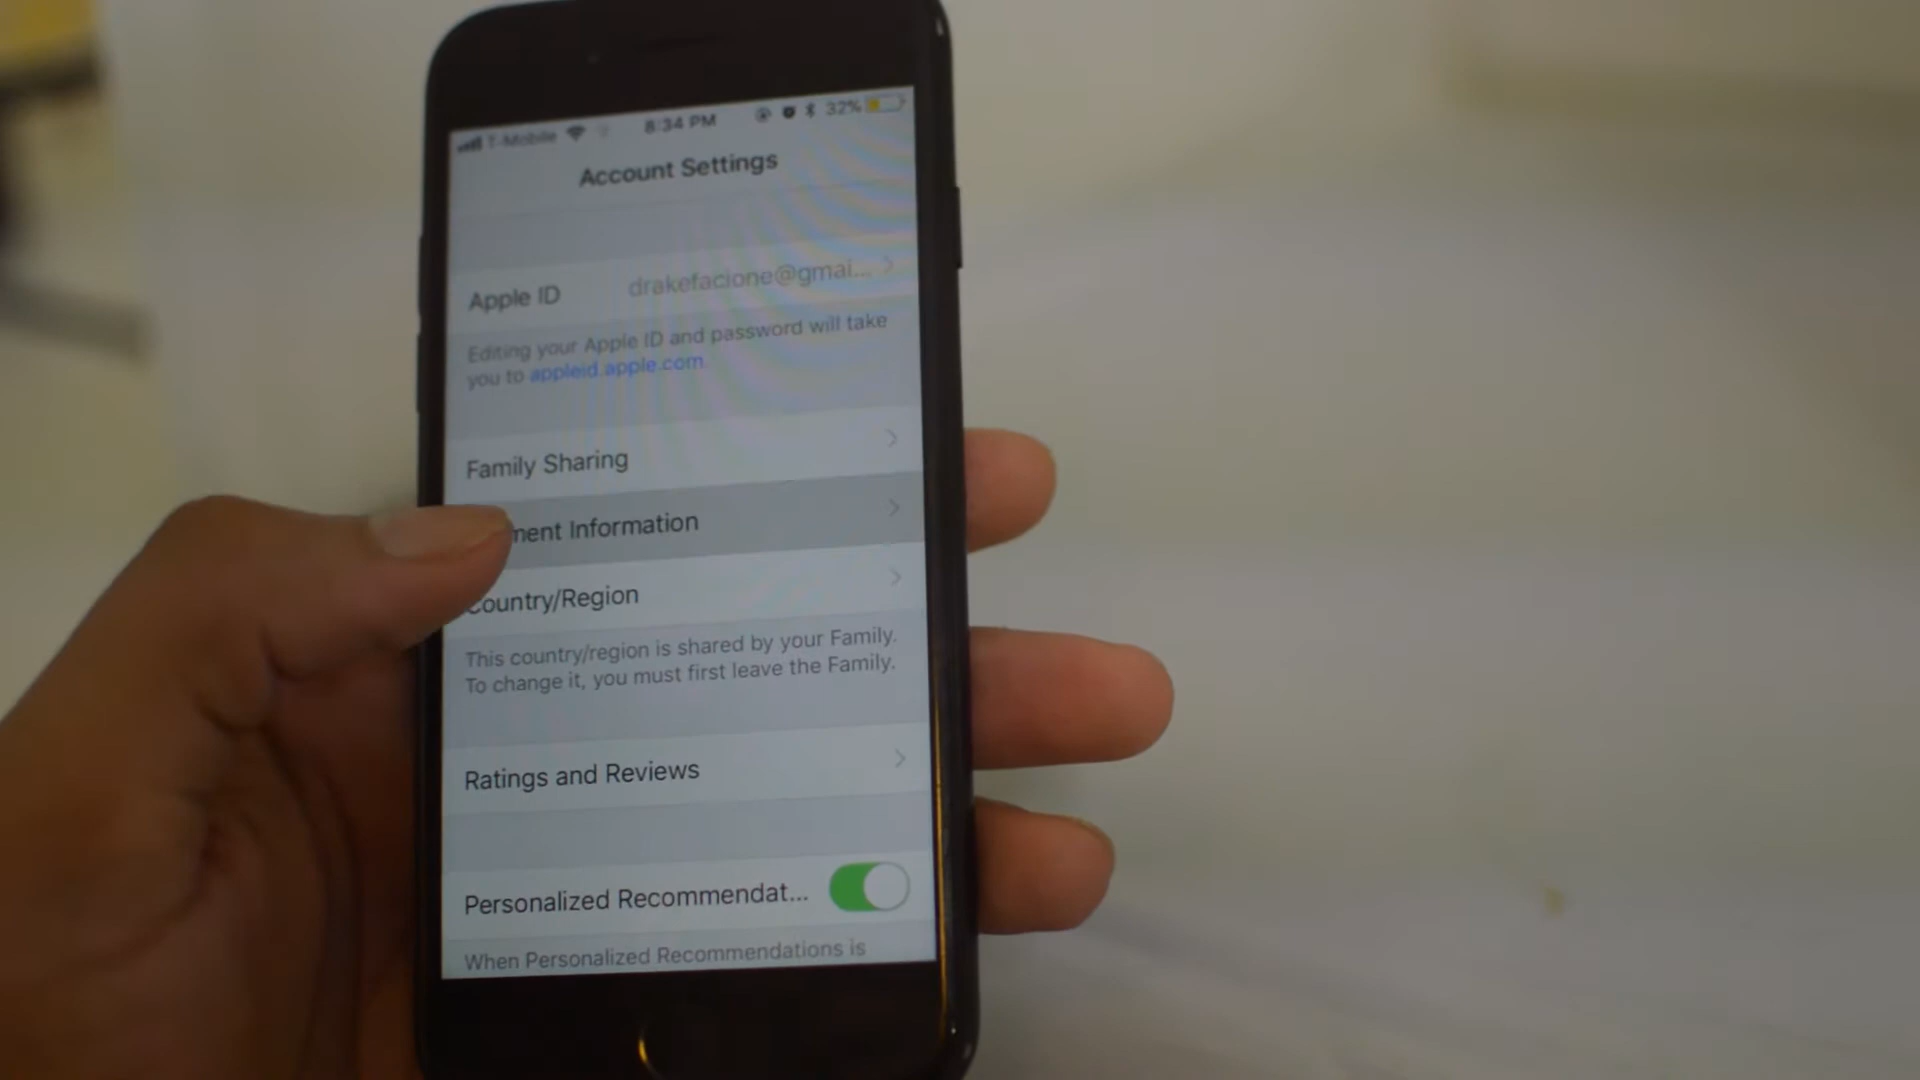 T-Mobile 8:34 PM 32%
Account Settings
Apple ID drakefacione@gmai...
Editing your Apple ID and password will take
you to appleid.apple.com.
Family Sharing
ment Information
Country/Region
This country/region is shared by your Family.
To change it, you must first leave the Family.
Ratings and Reviews
Personalized Recommendat...
When Personalized Recommendations is